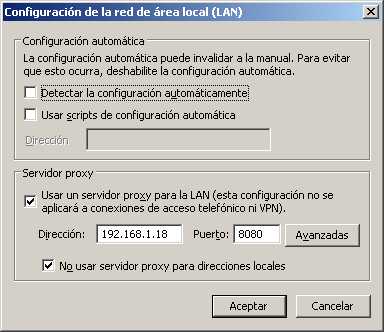 Configuración de la red de área local (LAN)
Configuración automática
La configuración automática puede invalidar a la manual. Para evitar
que esto ocurra, deshabilite la configuración automática.
Detectar la configuración automáticamente
Usar scripts de configuración automática
Dirección
Servidor proxy
Usar un servidor proxy para la LAN (esta configuración no se
aplicará a conexiones de acceso telefónico ni VPN).
Dirección: 192.168.1.18 Puerto: 8080 Avanzadas
No usar servidor proxy para direcciones locales
Aceptar Cancelar